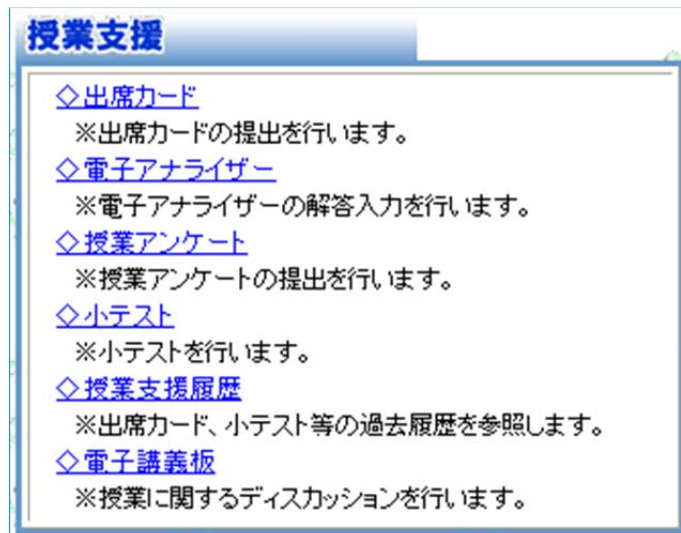 授業支援
◇出席カード
※出席カードの提出を行います。
◇電子アナライザー
※電子アナライザーの解答入力を行います。
◇授業アンケート
※授業アンケートの提出を行います。
◇小テスト
※小テストを行います。
◇授業支援履歴
※出席カード、小テスト等の過去履歴を参照します。
◇電子講義板
※授業に関するディスカッションを行います。